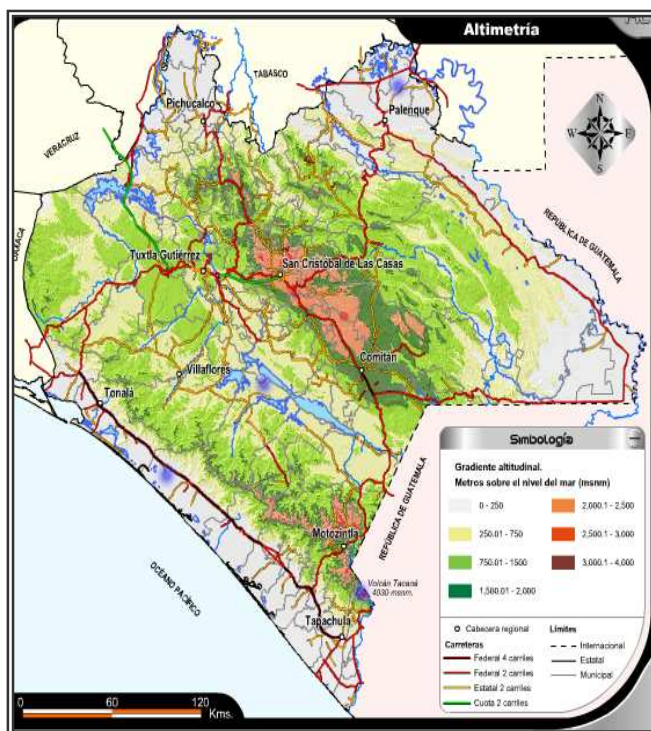 Altimetría
TABASCO
Pichucalco
Palenque
VERACRUZ
N
W E
S
REPÚBLICA DE GUATEMALA
OAXACA
Tuxtla Gutiérrez
San Cristóbal de Las Casas
Comitán
Villaflores
Tonalá
REPÚBLICA DE GUATEMALA
Motozintla
OCÉANO PACÍFICO
Volcán Tacaná
4030 msnm.
Tapachula
0 60 120
Kms.
Simbología
Gradiente altitudinal.
Metros sobre el nivel del mar (msnm)
0 - 250
250.01 - 750
750.01 - 1500
1,500.01 - 2,000
2,000.1 - 2,500
2,500.1 - 3,000
3,000.1 - 4,000
Cabecera regional
Carreteras
Federal 4 carriles
Federal 2 carriles
Estatal 2 carriles
Cuota 2 carriles
Límites
Internacional
Estatal
Municipal